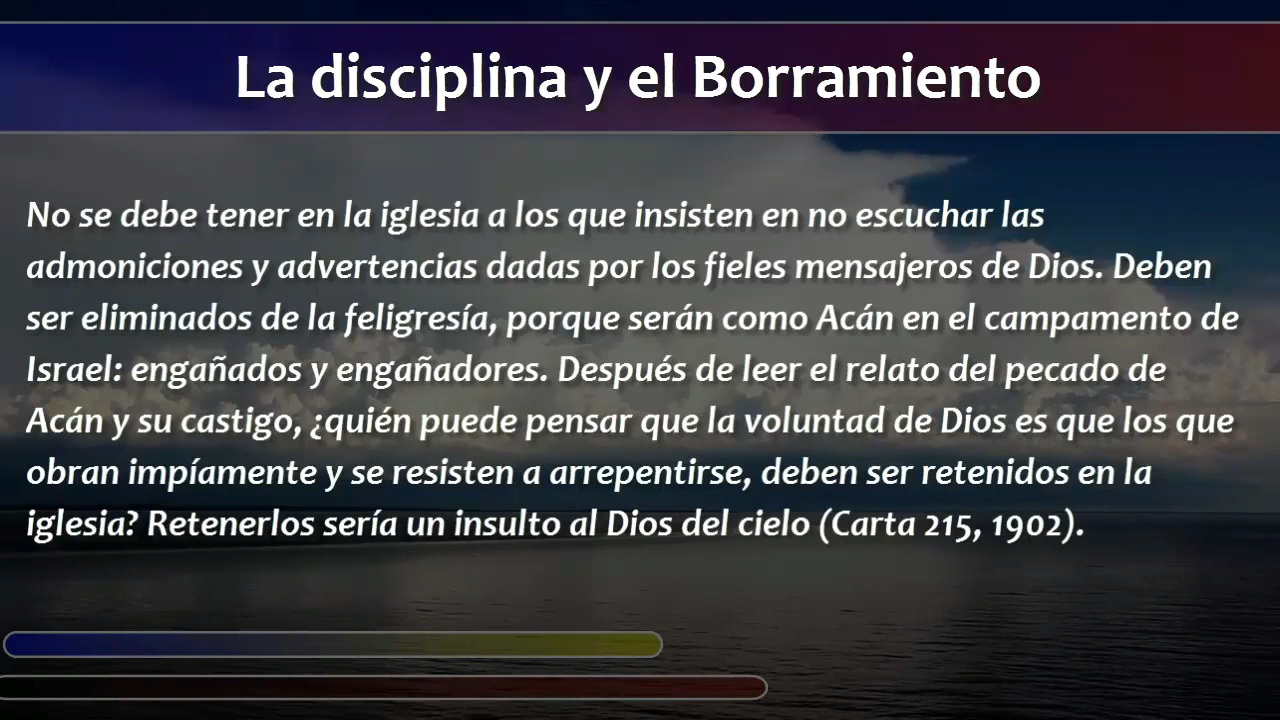 La disciplina y el Borramiento
No se debe tener en la iglesia a los que insisten en no escuchar las
admoniciones y advertencias dadas por los fieles mensajeros de Dios. Deben
ser eliminados de la feligresía, porque serán como Acán en el campamento de
Israel: engañados y engañadores. Después de leer el relato del pecado de
Acán y su castigo, ¿quién puede pensar que la voluntad de Dios es que los que
obran impíamente y se resisten a arrepentirse, deben ser retenidos en la
iglesia? Retenerlos sería un insulto al Dios del cielo (Carta 215, 1902).